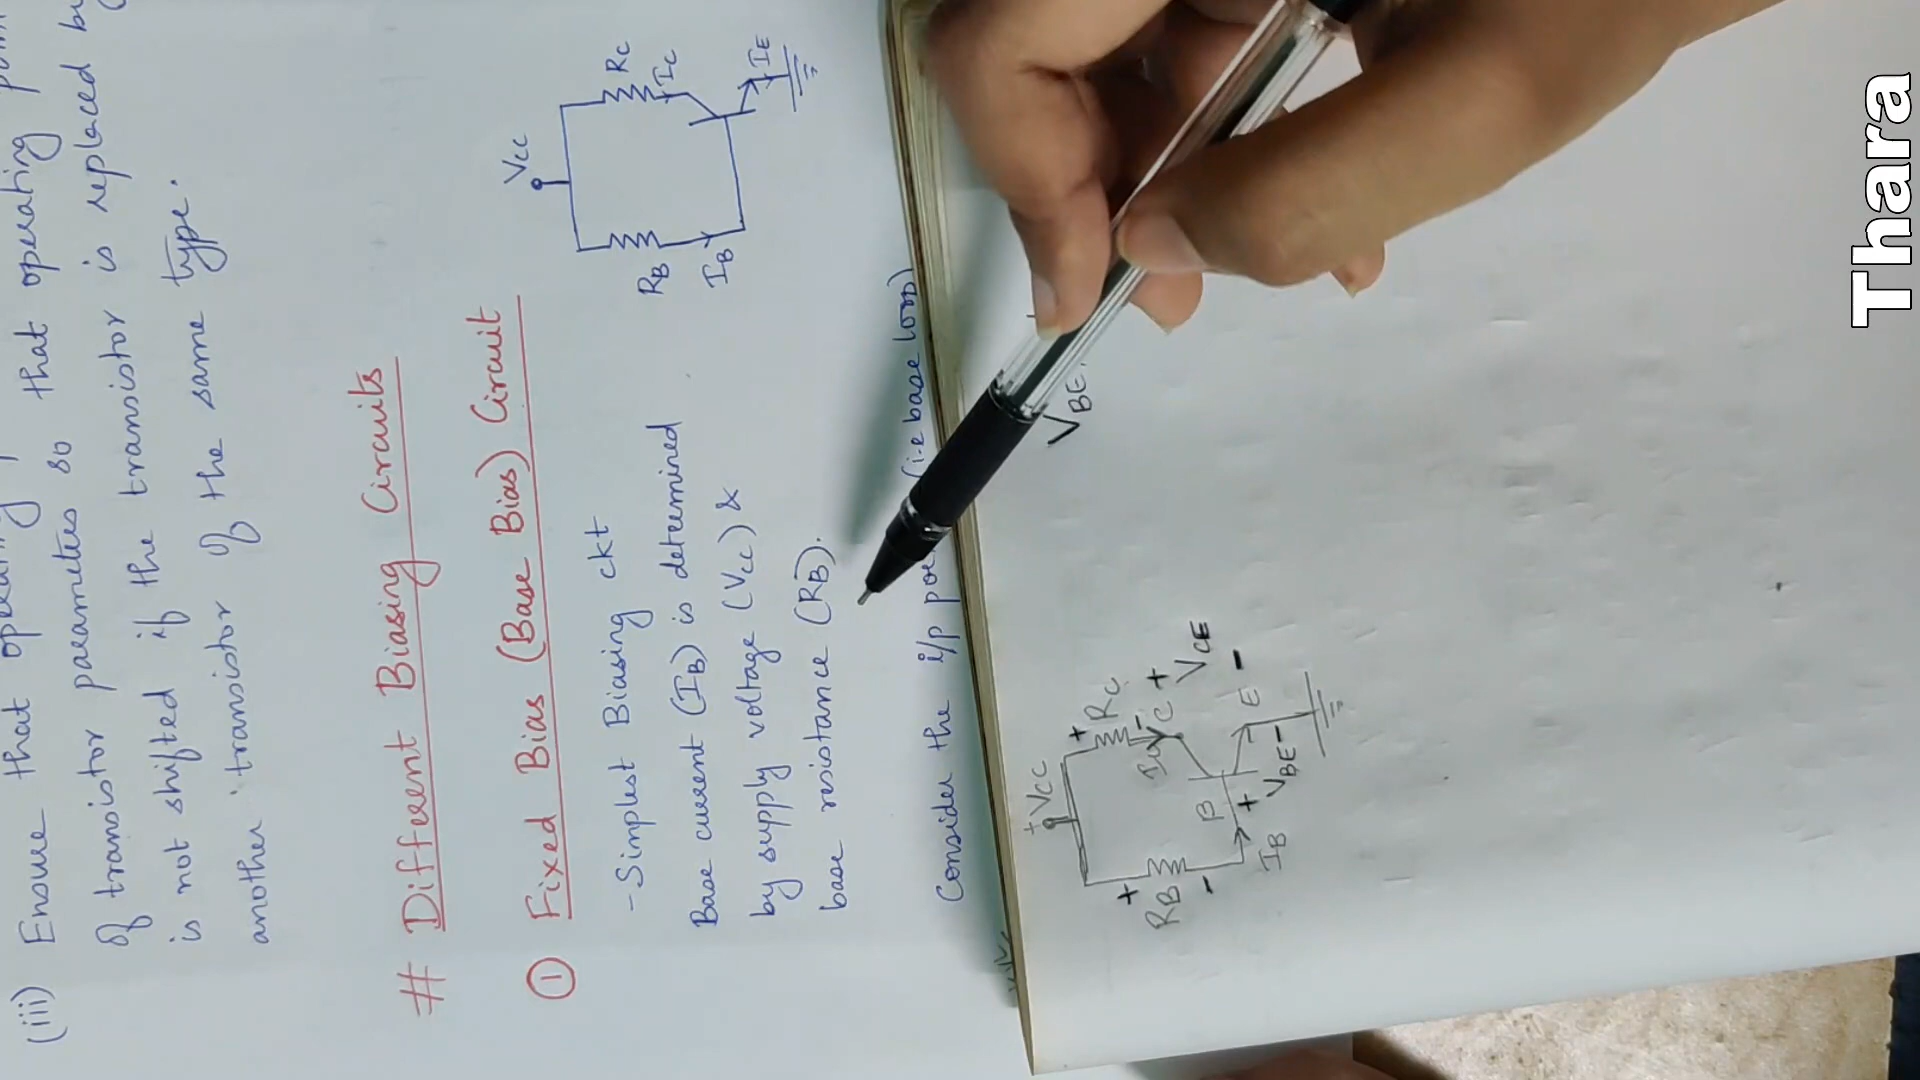 (iii) Ensure that that operating
of transistor parameters so that operating
is not shifted if the transistor is replaced by
another transistor of the same type.
# Different Biasing Circuits
① Fixed Bias (Base Bias) Circuit
- Simplest Biasing ckt
Base current (IB) is determined
by supply voltage (Vcc) &
base resistance (RB).
Vcc
RB
RC
IC
IB
IE
Consider the i/p (i.e base loop)
VBE
+VCC
+
RB
-
+
RC
-
IC
C
+
VCE
-
B
E
+
VBE
-
IB
Thara